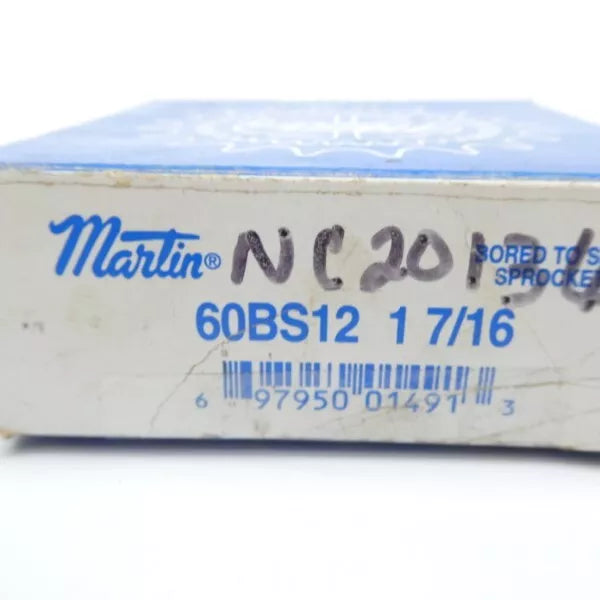 Martin® NC20134 BORED TO S
SPROCKE
60BS12 1 7/16
6 97950 01491 3